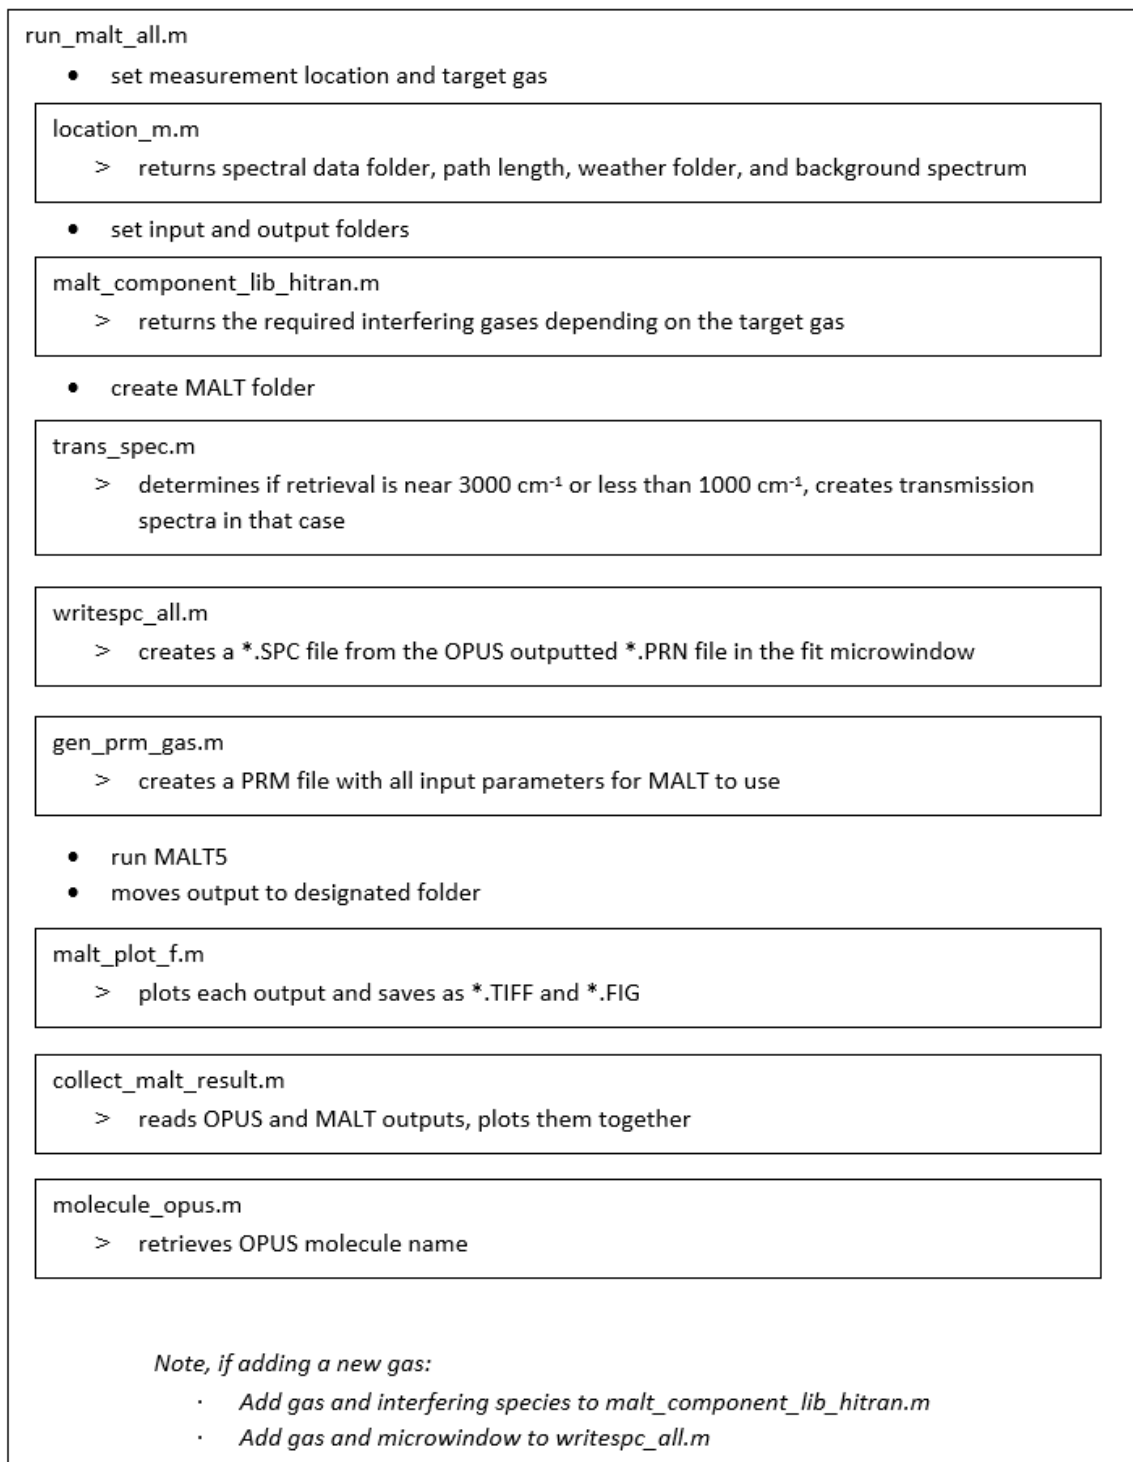 run_malt_all.m
• set measurement location and target gas
location_m.m
> returns spectral data folder, path length, weather folder, and background spectrum
• set input and output folders
malt_component_lib_hitran.m
> returns the required interfering gases depending on the target gas
• create MALT folder
trans_spec.m
> determines if retrieval is near 3000 cm⁻¹ or less than 1000 cm⁻¹, creates transmission
spectra in that case
writespc_all.m
> creates a *.SPC file from the OPUS outputted *.PRN file in the fit microwindow
gen_prm_gas.m
> creates a PRM file with all input parameters for MALT to use
• run MALT5
• moves output to designated folder
malt_plot_f.m
> plots each output and saves as *.TIFF and *.FIG
collect_malt_result.m
> reads OPUS and MALT outputs, plots them together
molecule_opus.m
> retrieves OPUS molecule name
Note, if adding a new gas:
· Add gas and interfering species to malt_component_lib_hitran.m
· Add gas and microwindow to writespc_all.m